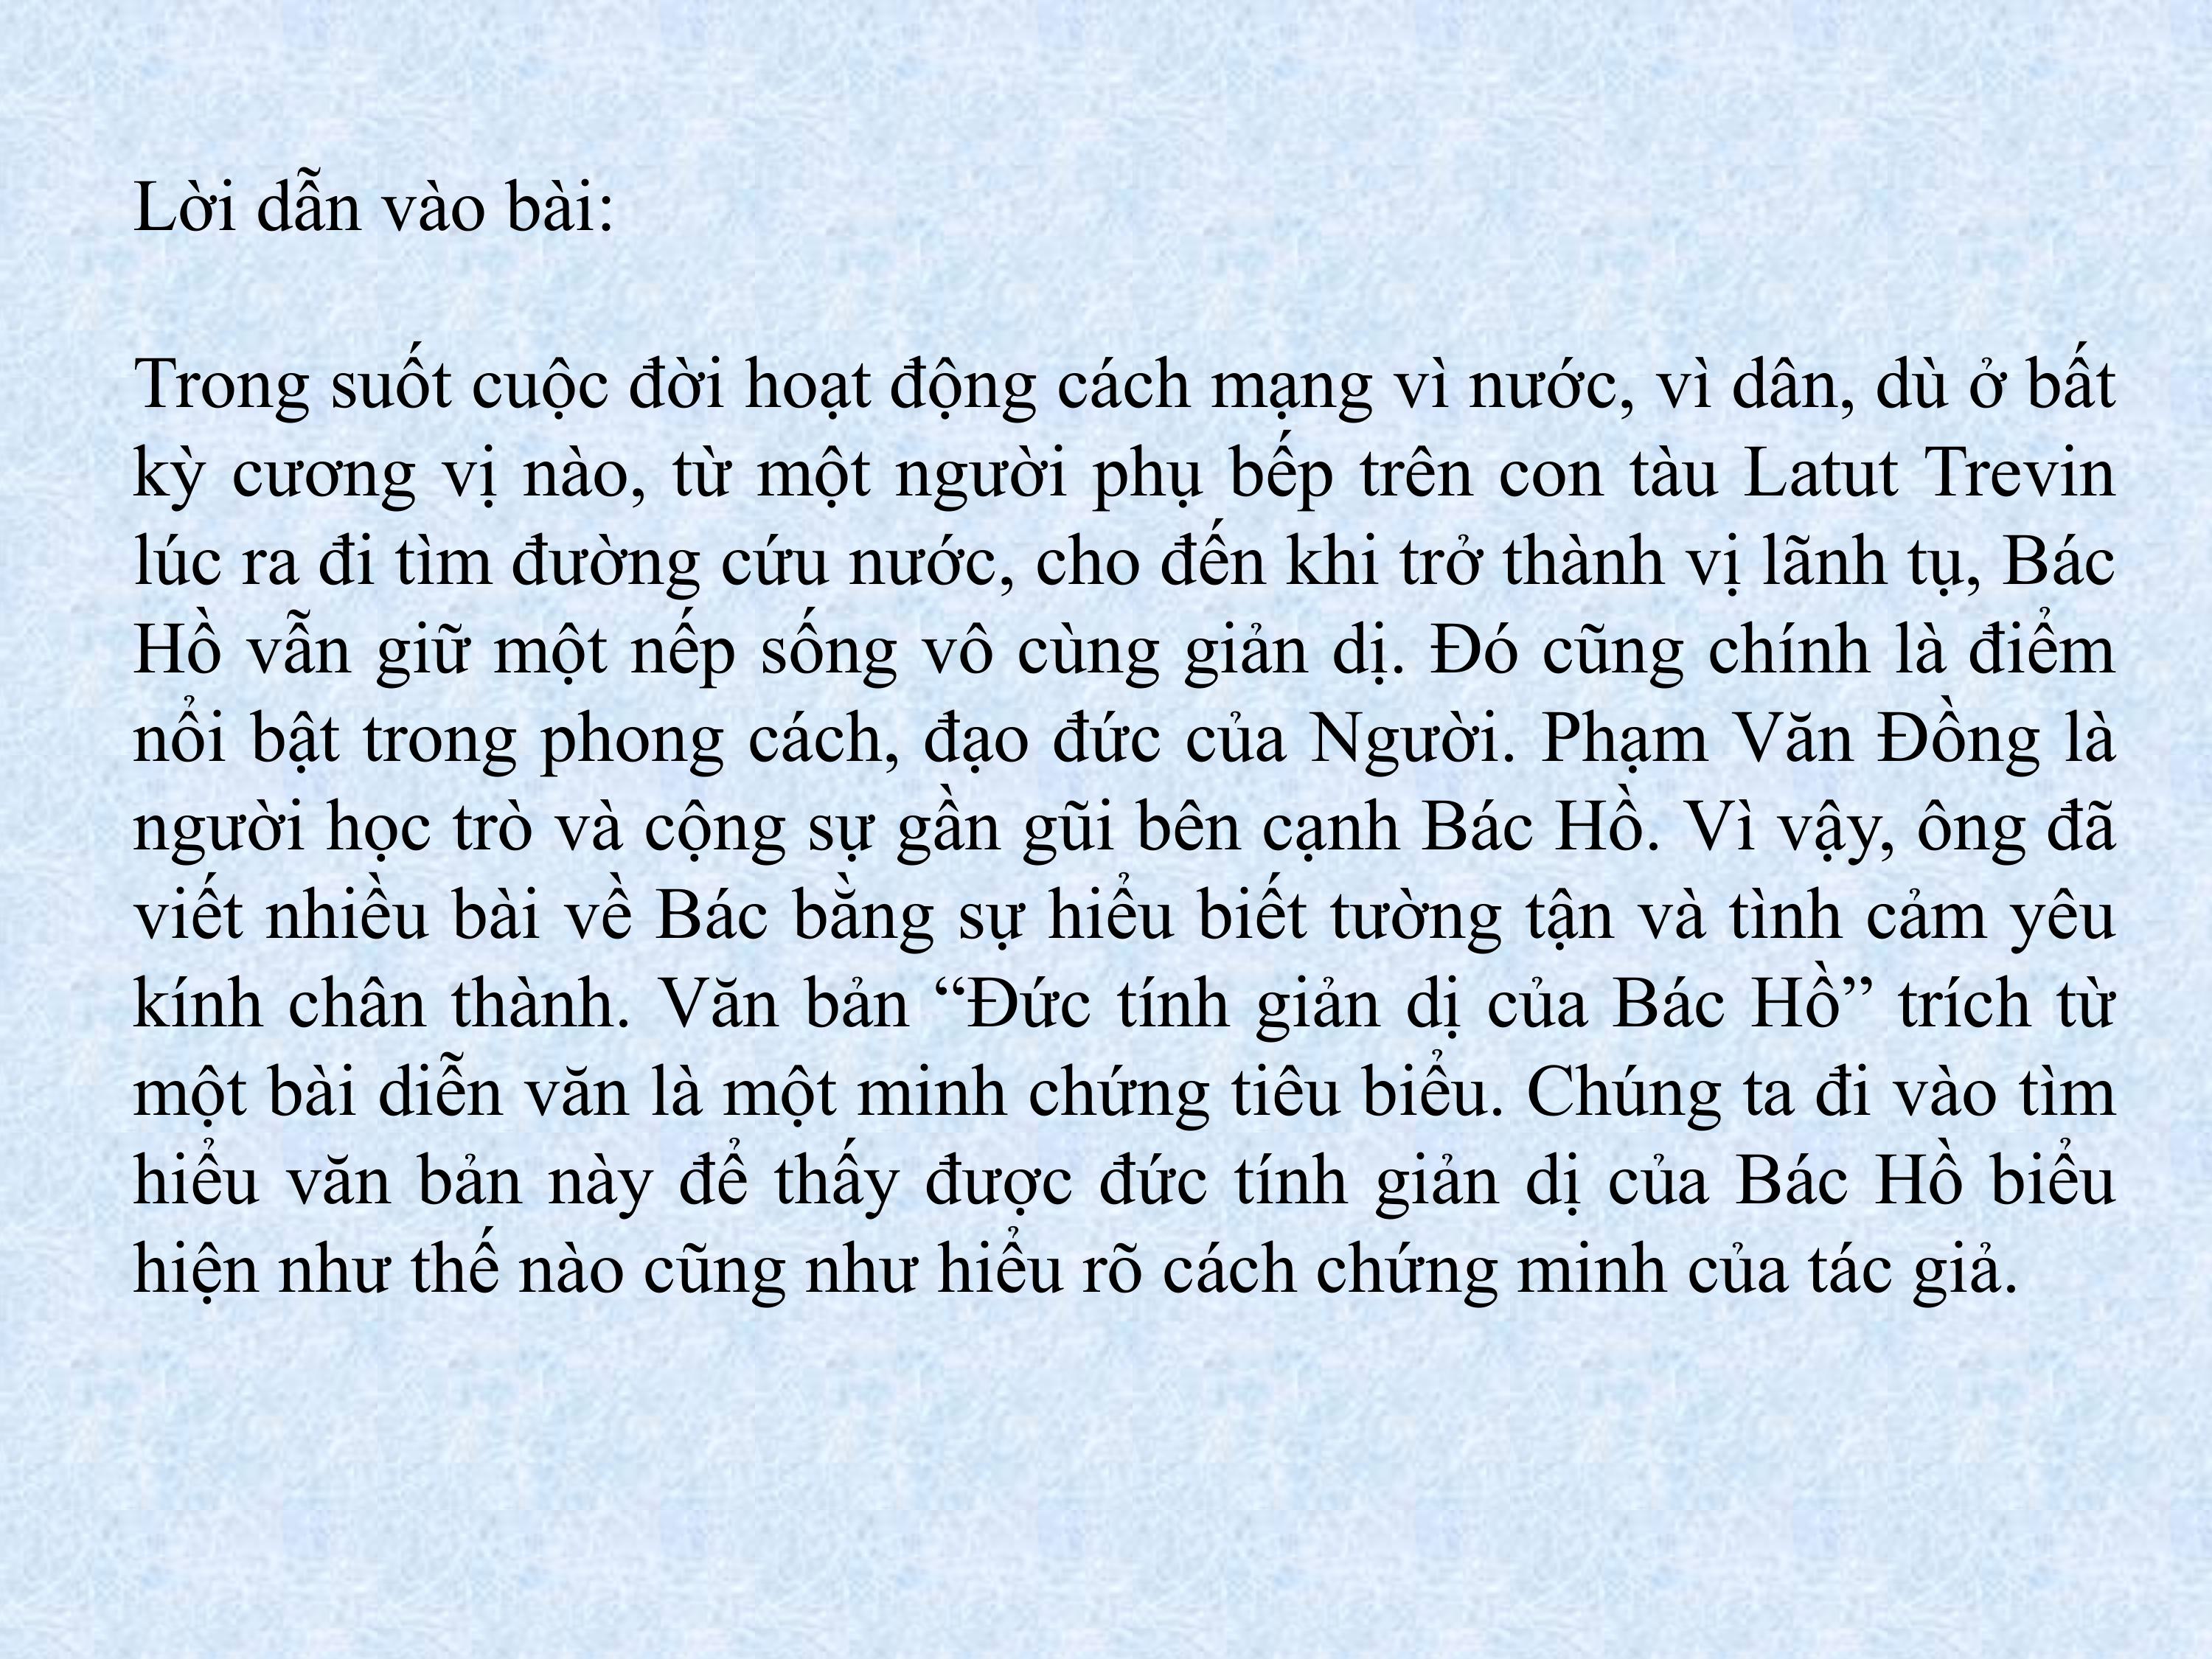 Lời dẫn vào bài:
Trong suốt cuộc đời hoạt động cách mạng vì nước, vì dân, dù ở bất
kỳ cương vị nào, từ một người phụ bếp trên con tàu Latut Trevin
lúc ra đi tìm đường cứu nước, cho đến khi trở thành vị lãnh tụ, Bác
Hồ vẫn giữ một nếp sống vô cùng giản dị. Đó cũng chính là điểm
nổi bật trong phong cách, đạo đức của Người. Phạm Văn Đồng là
người học trò và cộng sự gần gũi bên cạnh Bác Hồ. Vì vậy, ông đã
viết nhiều bài về Bác bằng sự hiểu biết tường tận và tình cảm yêu
kính chân thành. Văn bản “Đức tính giản dị của Bác Hồ” trích từ
một bài diễn văn là một minh chứng tiêu biểu. Chúng ta đi vào tìm
hiểu văn bản này để thấy được đức tính giản dị của Bác Hồ biểu
hiện như thế nào cũng như hiểu rõ cách chứng minh của tác giả.